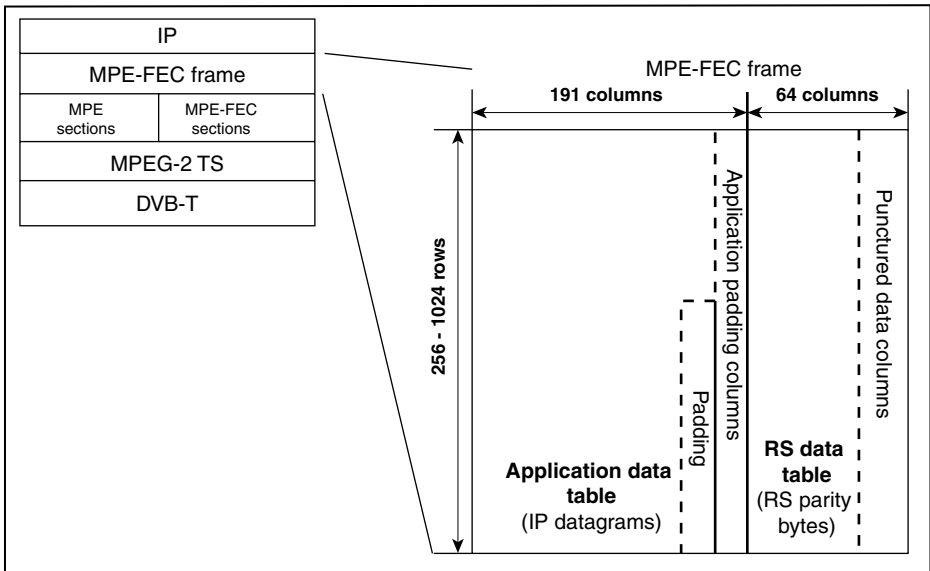 IP
MPE-FEC frame
MPE
sections
MPE-FEC
sections
MPEG-2 TS
DVB-T
MPE-FEC frame
191 columns
64 columns
256 - 1024 rows
Application data
table
(IP datagrams)
Padding
Application padding columns
RS data
table
(RS parity
bytes)
Punctured data columns